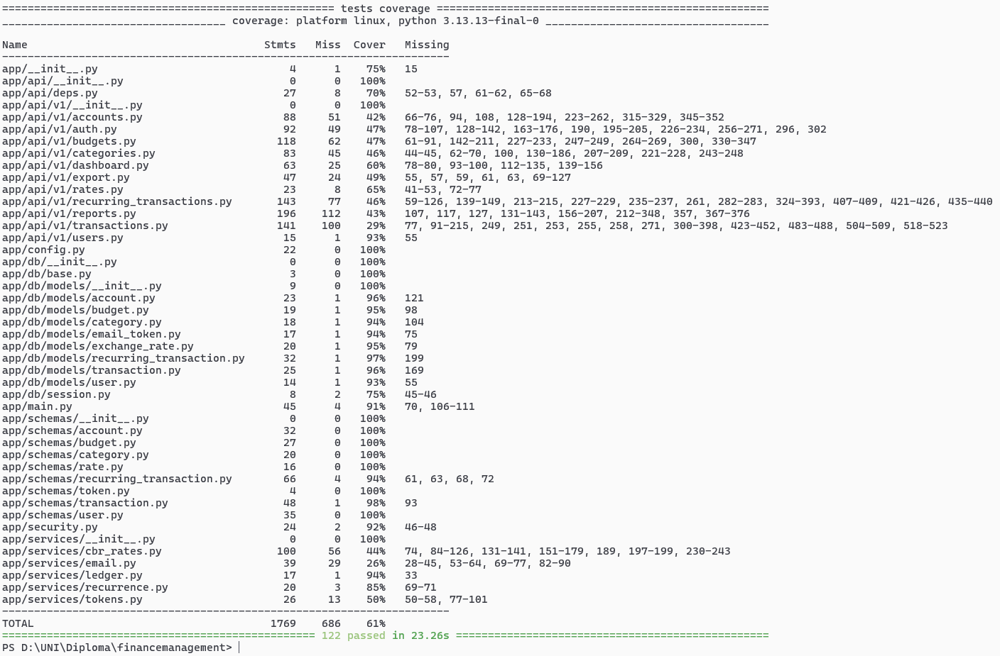 ==================================================== tests coverage ====================================================
___________________________________ coverage: platform linux, python 3.13.13-final-0 ___________________________________
Name                                     Stmts   Miss  Cover   Missing
----------------------------------------------------------------------
app/__init__.py                              4      1    75%   15
app/api/__init__.py                          0      0   100%
app/api/deps.py                             27      8    70%   52-53, 57, 61-62, 65-68
app/api/v1/__init__.py                       0      0   100%
app/api/v1/accounts.py                      88     51    42%   66-76, 94, 108, 128-194, 223-262, 315-329, 345-352
app/api/v1/auth.py                          92     49    47%   78-107, 128-142, 163-176, 190, 195-205, 226-234, 256-271, 296, 302
app/api/v1/budgets.py                      118     62    47%   61-91, 142-211, 227-233, 247-249, 264-269, 300, 330-347
app/api/v1/categories.py                    83     45    46%   44-45, 62-70, 100, 130-186, 207-209, 221-228, 243-248
app/api/v1/dashboard.py                     63     25    60%   78-80, 93-100, 112-135, 139-156
app/api/v1/export.py                        47     24    49%   55, 57, 59, 61, 63, 69-127
app/api/v1/rates.py                         23      8    65%   41-53, 72-77
app/api/v1/recurring_transactions.py       143     77    46%   59-126, 139-149, 213-215, 227-229, 235-237, 261, 282-283, 324-393, 407-409, 421-426, 435-440
app/api/v1/reports.py                      196    112    43%   107, 117, 127, 131-143, 156-207, 212-348, 357, 367-376
app/api/v1/transactions.py                 141    100    29%   77, 91-215, 249, 251, 253, 255, 258, 271, 300-398, 423-452, 483-488, 504-509, 518-523
app/api/v1/users.py                         15      1    93%   55
app/config.py                               22      0   100%
app/db/__init__.py                           0      0   100%
app/db/base.py                               3      0   100%
app/db/models/__init__.py                    9      0   100%
app/db/models/account.py                    23      1    96%   121
app/db/models/budget.py                     19      1    95%   98
app/db/models/category.py                   18      1    94%   104
app/db/models/email_token.py                17      1    94%   75
app/db/models/exchange_rate.py              20      1    95%   79
app/db/models/recurring_transaction.py      32      1    97%   199
app/db/models/transaction.py                25      1    96%   169
app/db/models/user.py                       14      1    93%   55
app/db/session.py                            8      2    75%   45-46
app/main.py                                 45      4    91%   70, 106-111
app/schemas/__init__.py                      0      0   100%
app/schemas/account.py                      32      0   100%
app/schemas/budget.py                       27      0   100%
app/schemas/category.py                     20      0   100%
app/schemas/rate.py                         16      0   100%
app/schemas/recurring_transaction.py        66      4    94%   61, 63, 68, 72
app/schemas/token.py                         4      0   100%
app/schemas/transaction.py                  48      1    98%   93
app/schemas/user.py                         35      0   100%
app/security.py                             24      2    92%   46-48
app/services/__init__.py                     0      0   100%
app/services/cbr_rates.py                  100     56    44%   74, 84-126, 131-141, 151-179, 189, 197-199, 230-243
app/services/email.py                       39     29    26%   28-45, 53-64, 69-77, 82-90
app/services/ledger.py                      17      1    94%   33
app/services/recurrence.py                  20      3    85%   69-71
app/services/tokens.py                      26     13    50%   50-58, 77-101
----------------------------------------------------------------------
TOTAL                                     1769    686    61%
================================================= 122 passed in 23.26s =================================================
PS D:\UNI\Diploma\financemanagement>